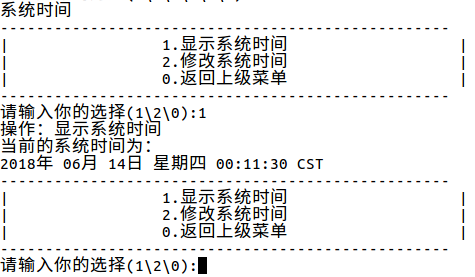 系统时间
--------------------------------------------------
| 1.显示系统时间 |
| 2.修改系统时间 |
| 0.返回上级菜单 |
--------------------------------------------------
请输入你的选择(1\2\0):1
操作: 显示系统时间
当前的系统时间为:
2018年 06月 14日 星期四 00:11:30 CST
--------------------------------------------------
| 1.显示系统时间 |
| 2.修改系统时间 |
| 0.返回上级菜单 |
--------------------------------------------------
请输入你的选择(1\2\0):